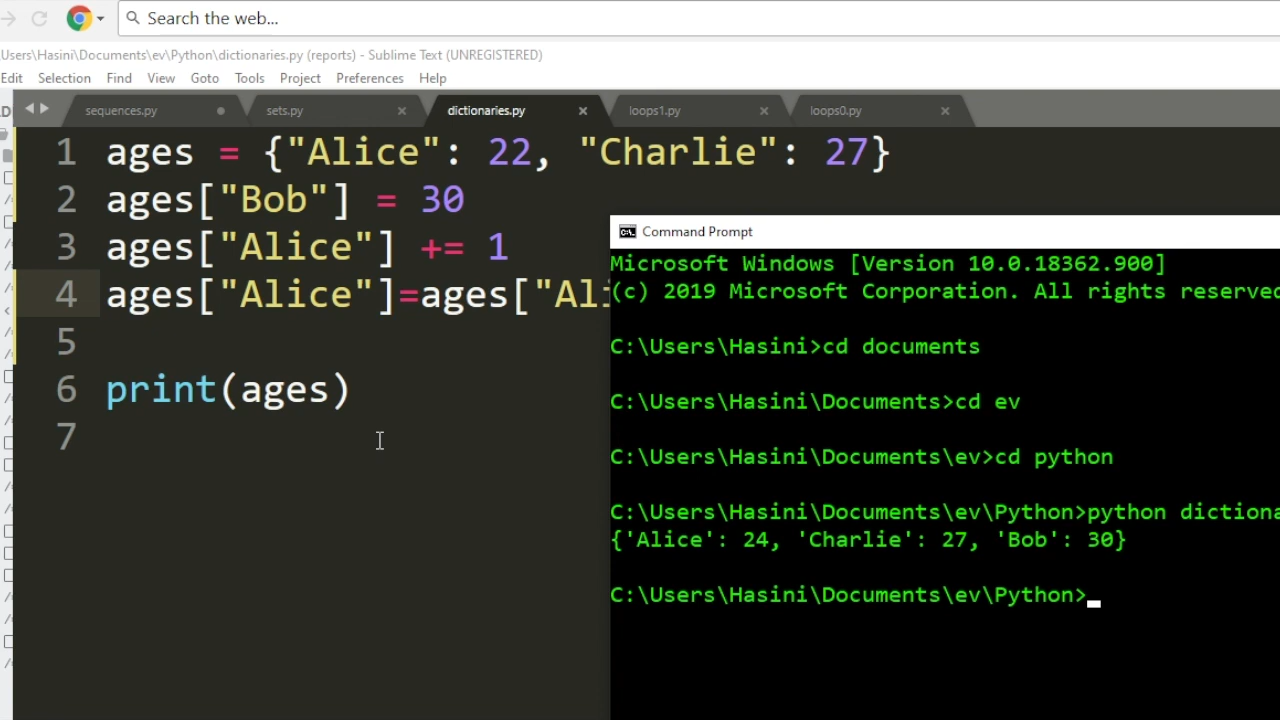 Search the web...
Users\Hasini\Documents\ev\Python\dictionaries.py (reports) - Sublime Text (UNREGISTERED)
Edit Selection Find View Goto Tools Project Preferences Help
sequences.py sets.py dictionaries.py loops1.py loops0.py
1 ages = {"Alice": 22, "Charlie": 27}
2 ages["Bob"] = 30
3 ages["Alice"] += 1
4 ages["Alice"]=ages["Ali
5
6 print(ages)
7
Command Prompt
Microsoft Windows [Version 10.0.18362.900]
(c) 2019 Microsoft Corporation. All rights reserved
C:\Users\Hasini>cd documents
C:\Users\Hasini\Documents>cd ev
C:\Users\Hasini\Documents\ev>cd python
C:\Users\Hasini\Documents\ev\Python>python dictiona
{'Alice': 24, 'Charlie': 27, 'Bob': 30}
C:\Users\Hasini\Documents\ev\Python>